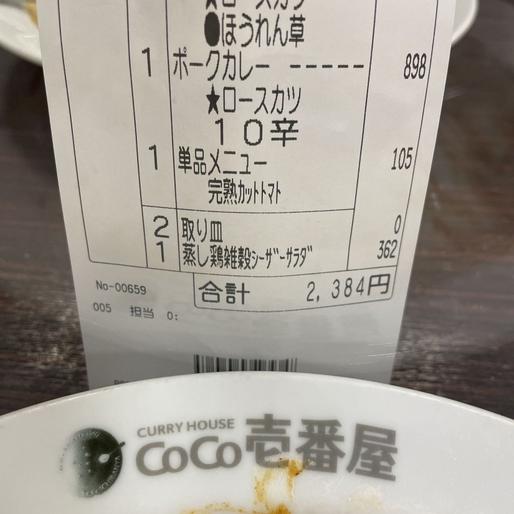 ★ロースカツ
●ほうれん草
1 ポークカレー ----- 898
★ロースカツ
10辛
1 単品メニュー 105
完熟カットトマト
2 取り皿 0
1 蒸し鶏雑穀シーザーサラダ 362
No-00659 合計 2,384円
005 担当 0:
CURRY HOUSE
CoCo壱番屋